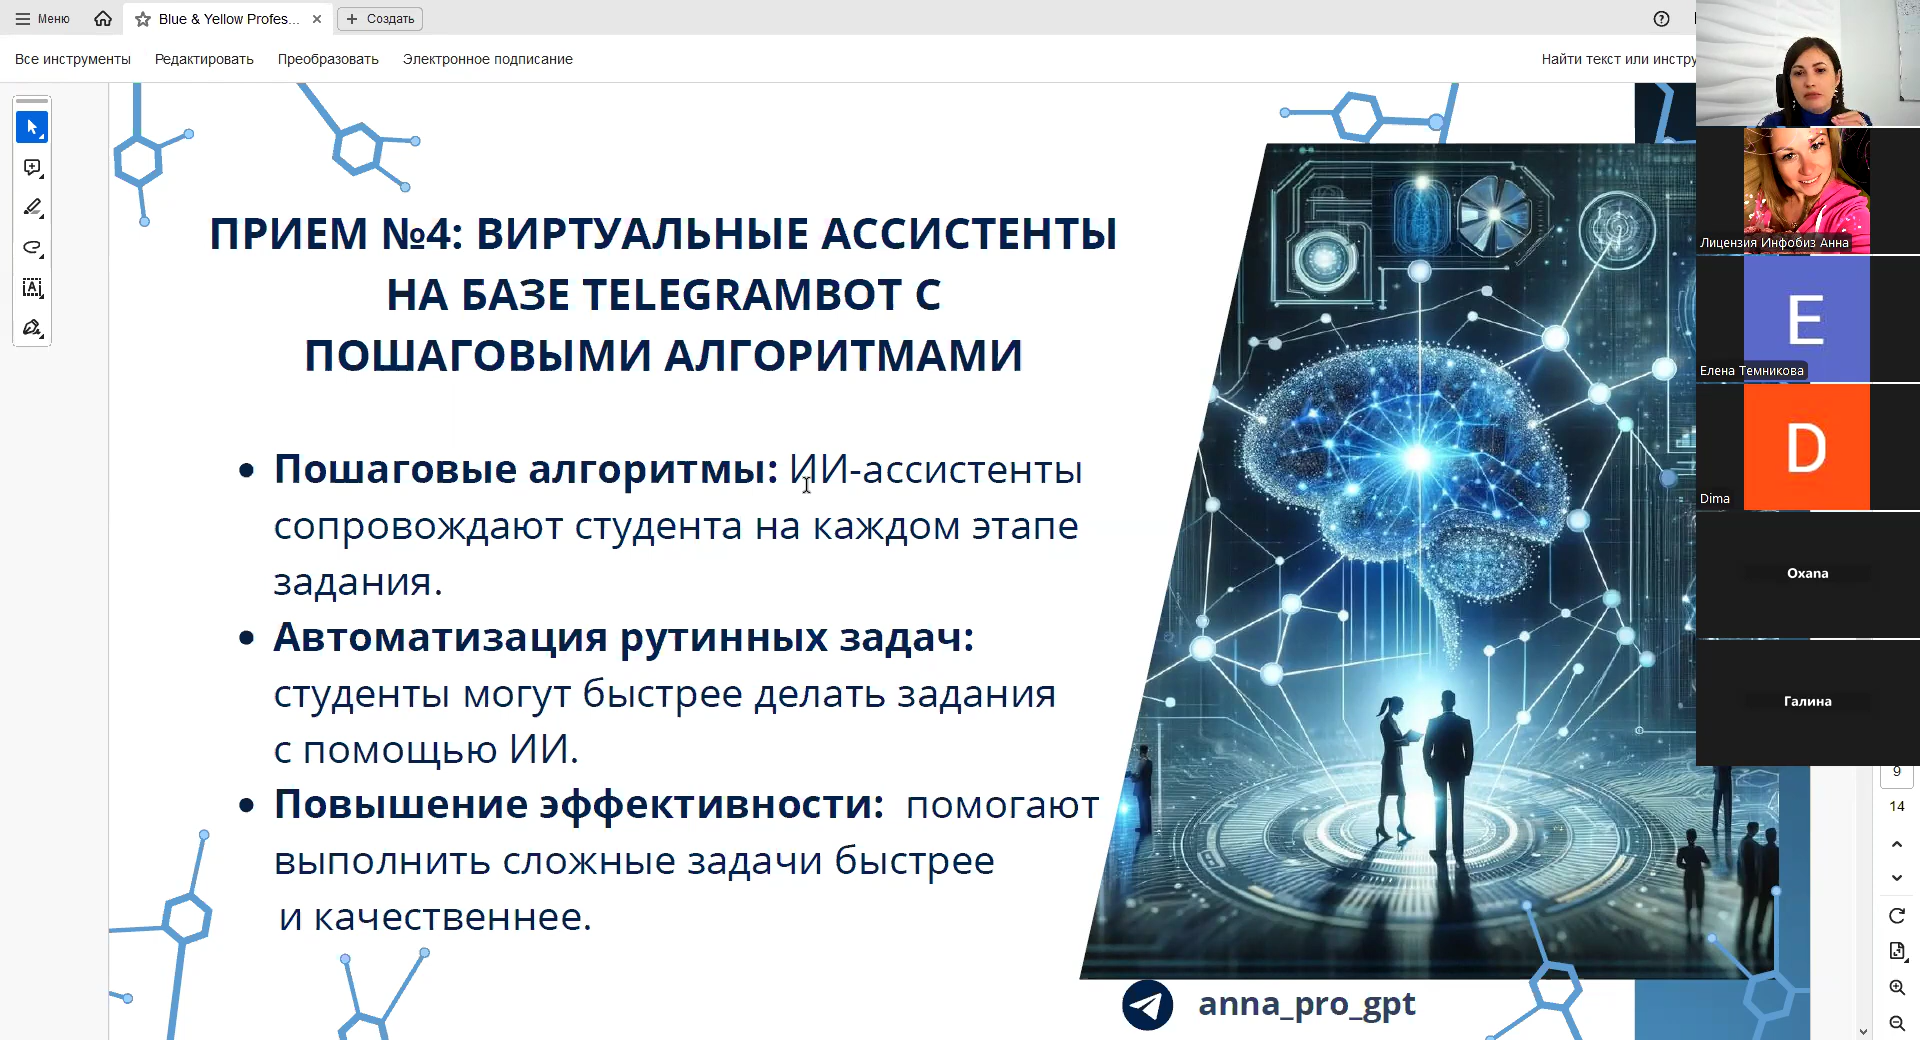 Меню
Blue & Yellow Profes...
Создать
Все инструменты
Редактировать
Преобразовать
Электронное подписание
Найти текст или инстру
ПРИЕМ №4: ВИРТУАЛЬНЫЕ АССИСТЕНТЫ
НА БАЗЕ TELEGRAMBOT С
ПОШАГОВЫМИ АЛГОРИТМАМИ
• Пошаговые алгоритмы: ИИ-ассистенты
сопровождают студента на каждом этапе
задания.
• Автоматизация рутинных задач:
студенты могут быстрее делать задания
с помощью ИИ.
• Повышение эффективности: помогают
выполнить сложные задачи быстрее
и качественнее.
anna_pro_gpt
Лицензия Инфобиз Анна
E
Елена Темникова
D
Dima
Oxana
Галина
9
14